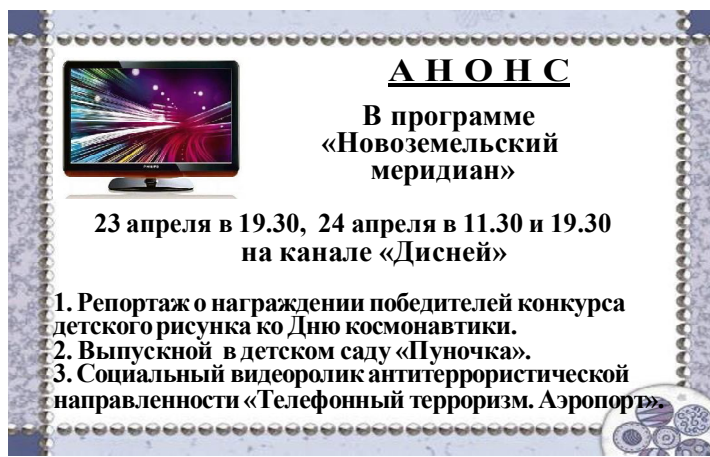 А Н О Н С
В программе
«Новоземельский
меридиан»
23 апреля в 19.30, 24 апреля в 11.30 и 19.30
на канале «Дисней»
1. Репортаж о награждении победителей конкурса
детского рисунка ко Дню космонавтики.
2. Выпускной в детском саду «Пуночка».
3. Социальный видеоролик антитеррористической
направленности «Телефонный терроризм. Аэропорт».